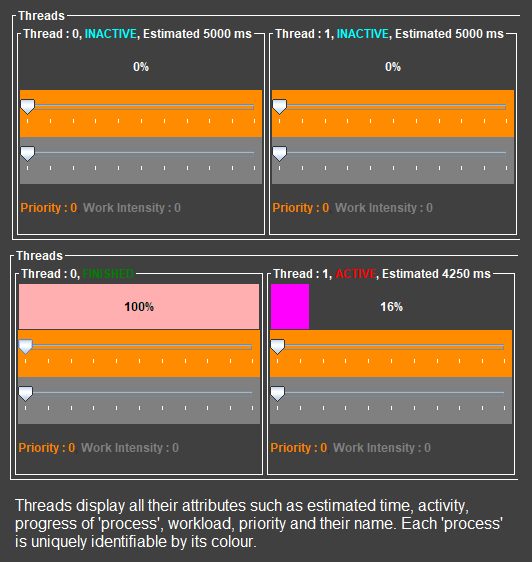 Threads
Thread : 0, INACTIVE, Estimated 5000 ms
Thread : 1, INACTIVE, Estimated 5000 ms
0%
0%
Priority : 0 Work Intensity : 0
Priority : 0 Work Intensity : 0
Threads
Thread : 0, FINISHED
Thread : 1, ACTIVE, Estimated 4250 ms
100%
16%
Priority : 0 Work Intensity : 0
Priority : 0 Work Intensity : 0
Threads display all their attributes such as estimated time, activity,
progress of 'process', workload, priority and their name. Each 'process'
is uniquely identifiable by its colour.